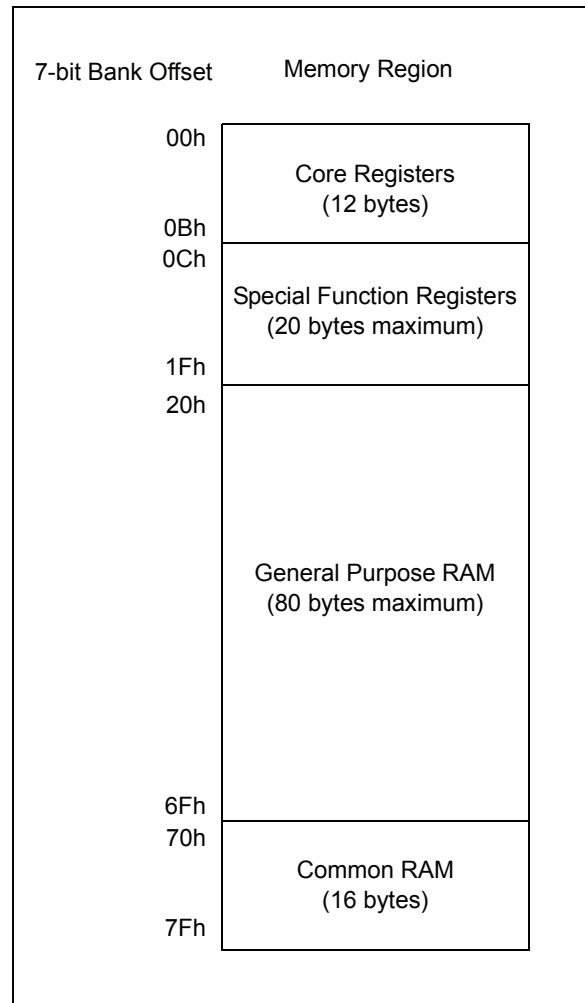 7-bit Bank Offset Memory Region
00h
Core Registers
(12 bytes)
0Bh
0Ch
Special Function Registers
(20 bytes maximum)
1Fh
20h
General Purpose RAM
(80 bytes maximum)
6Fh
70h
Common RAM
(16 bytes)
7Fh